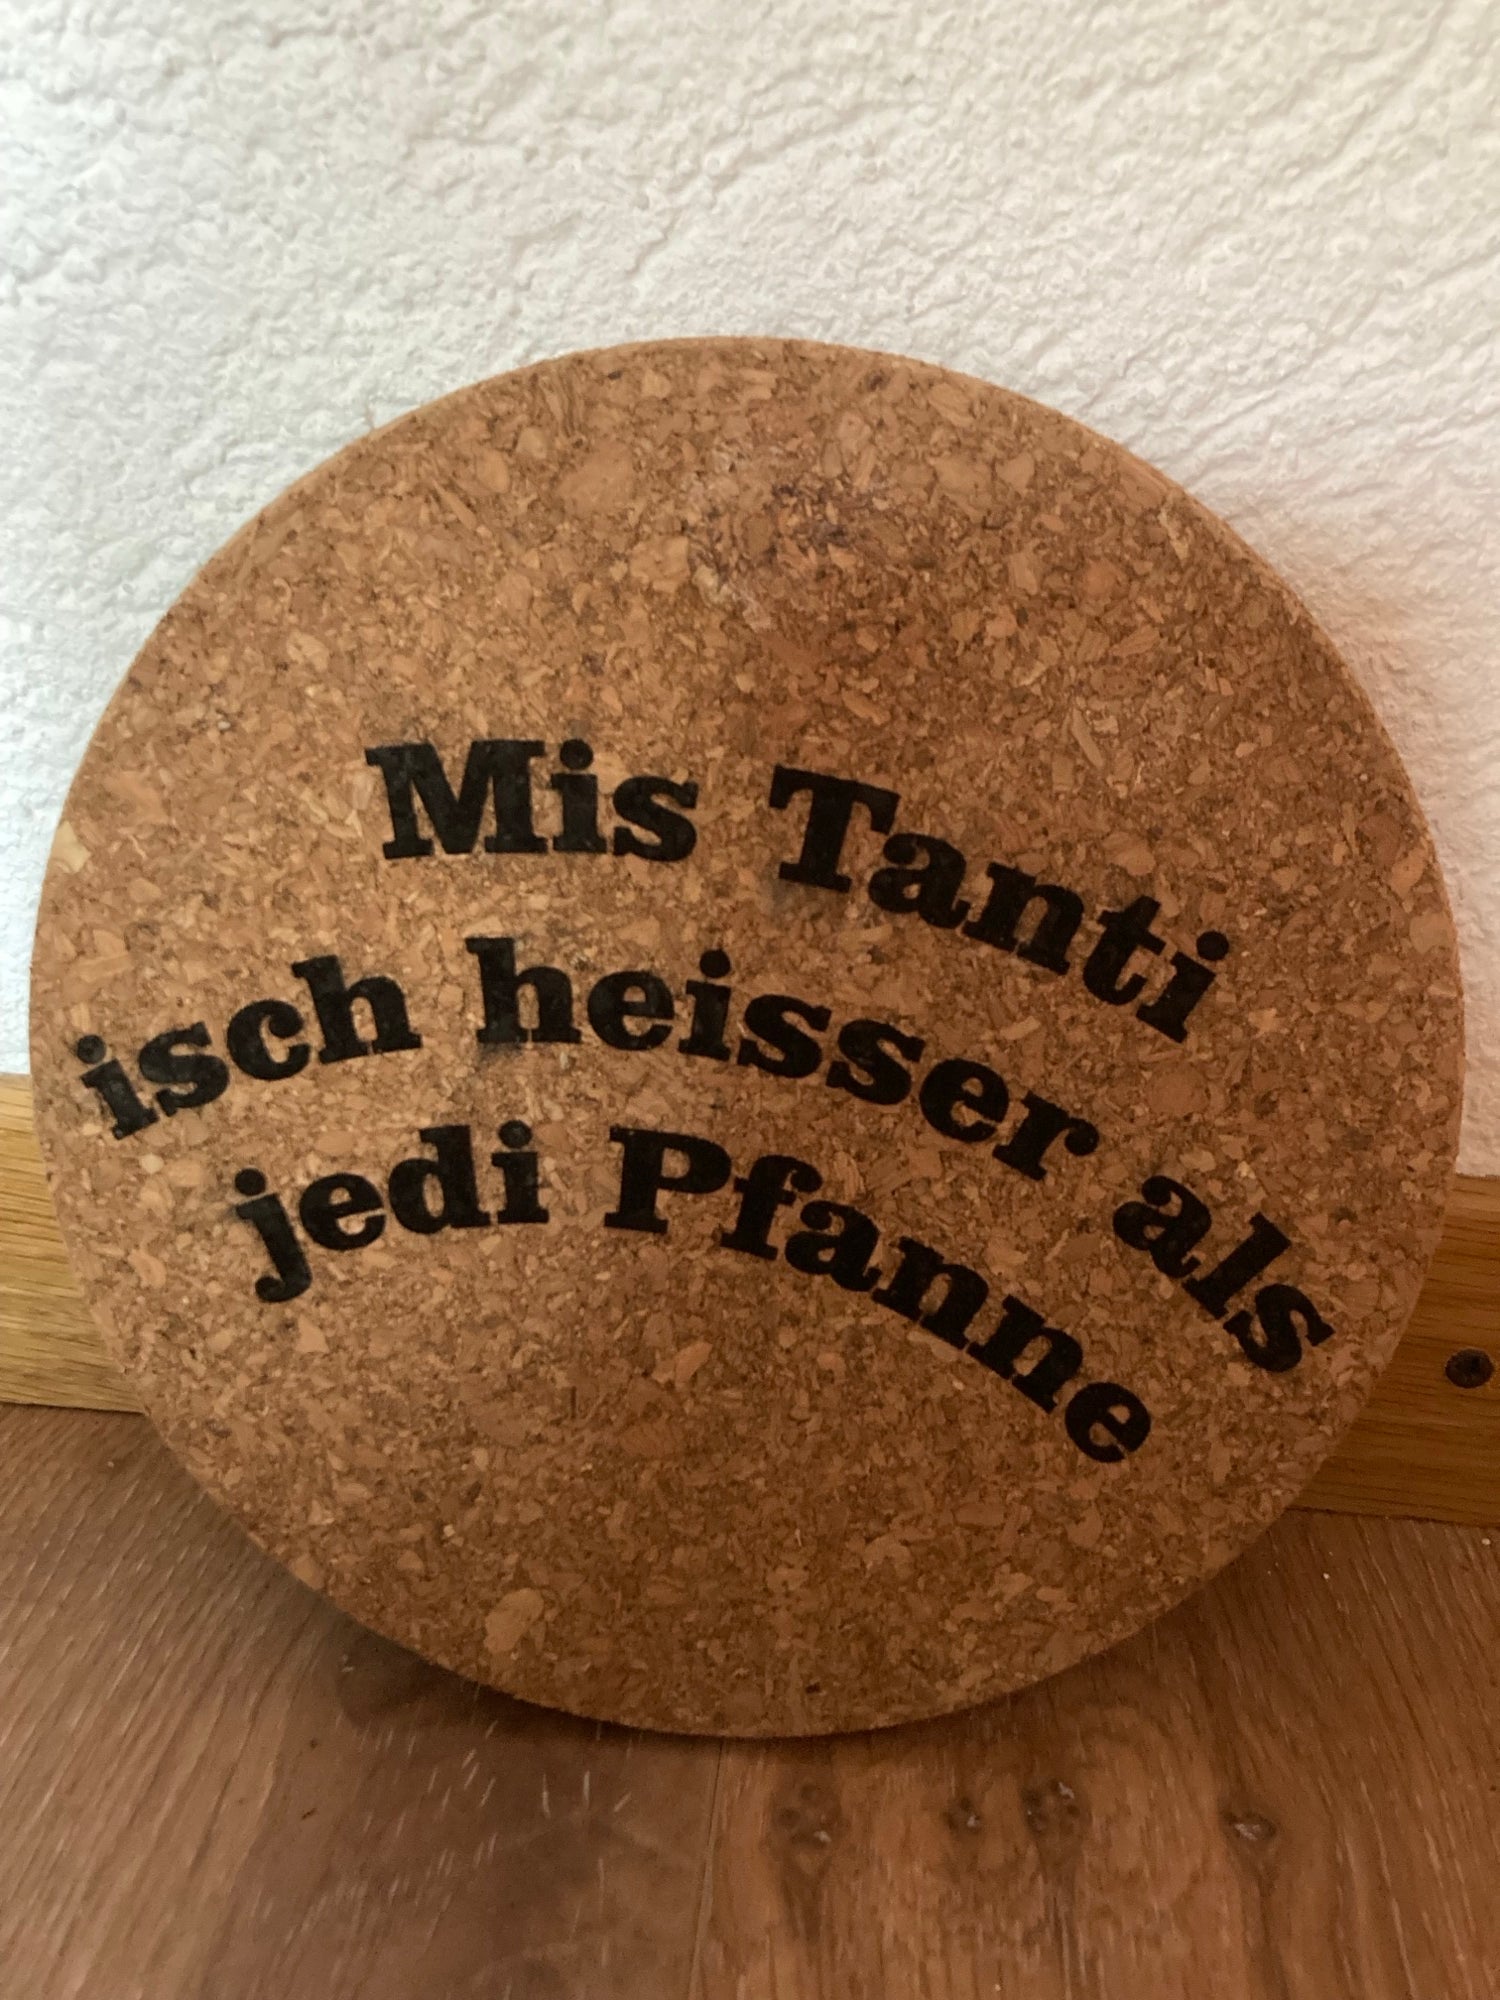 Mis Tanti
isch heisser als
jedi Pfanne